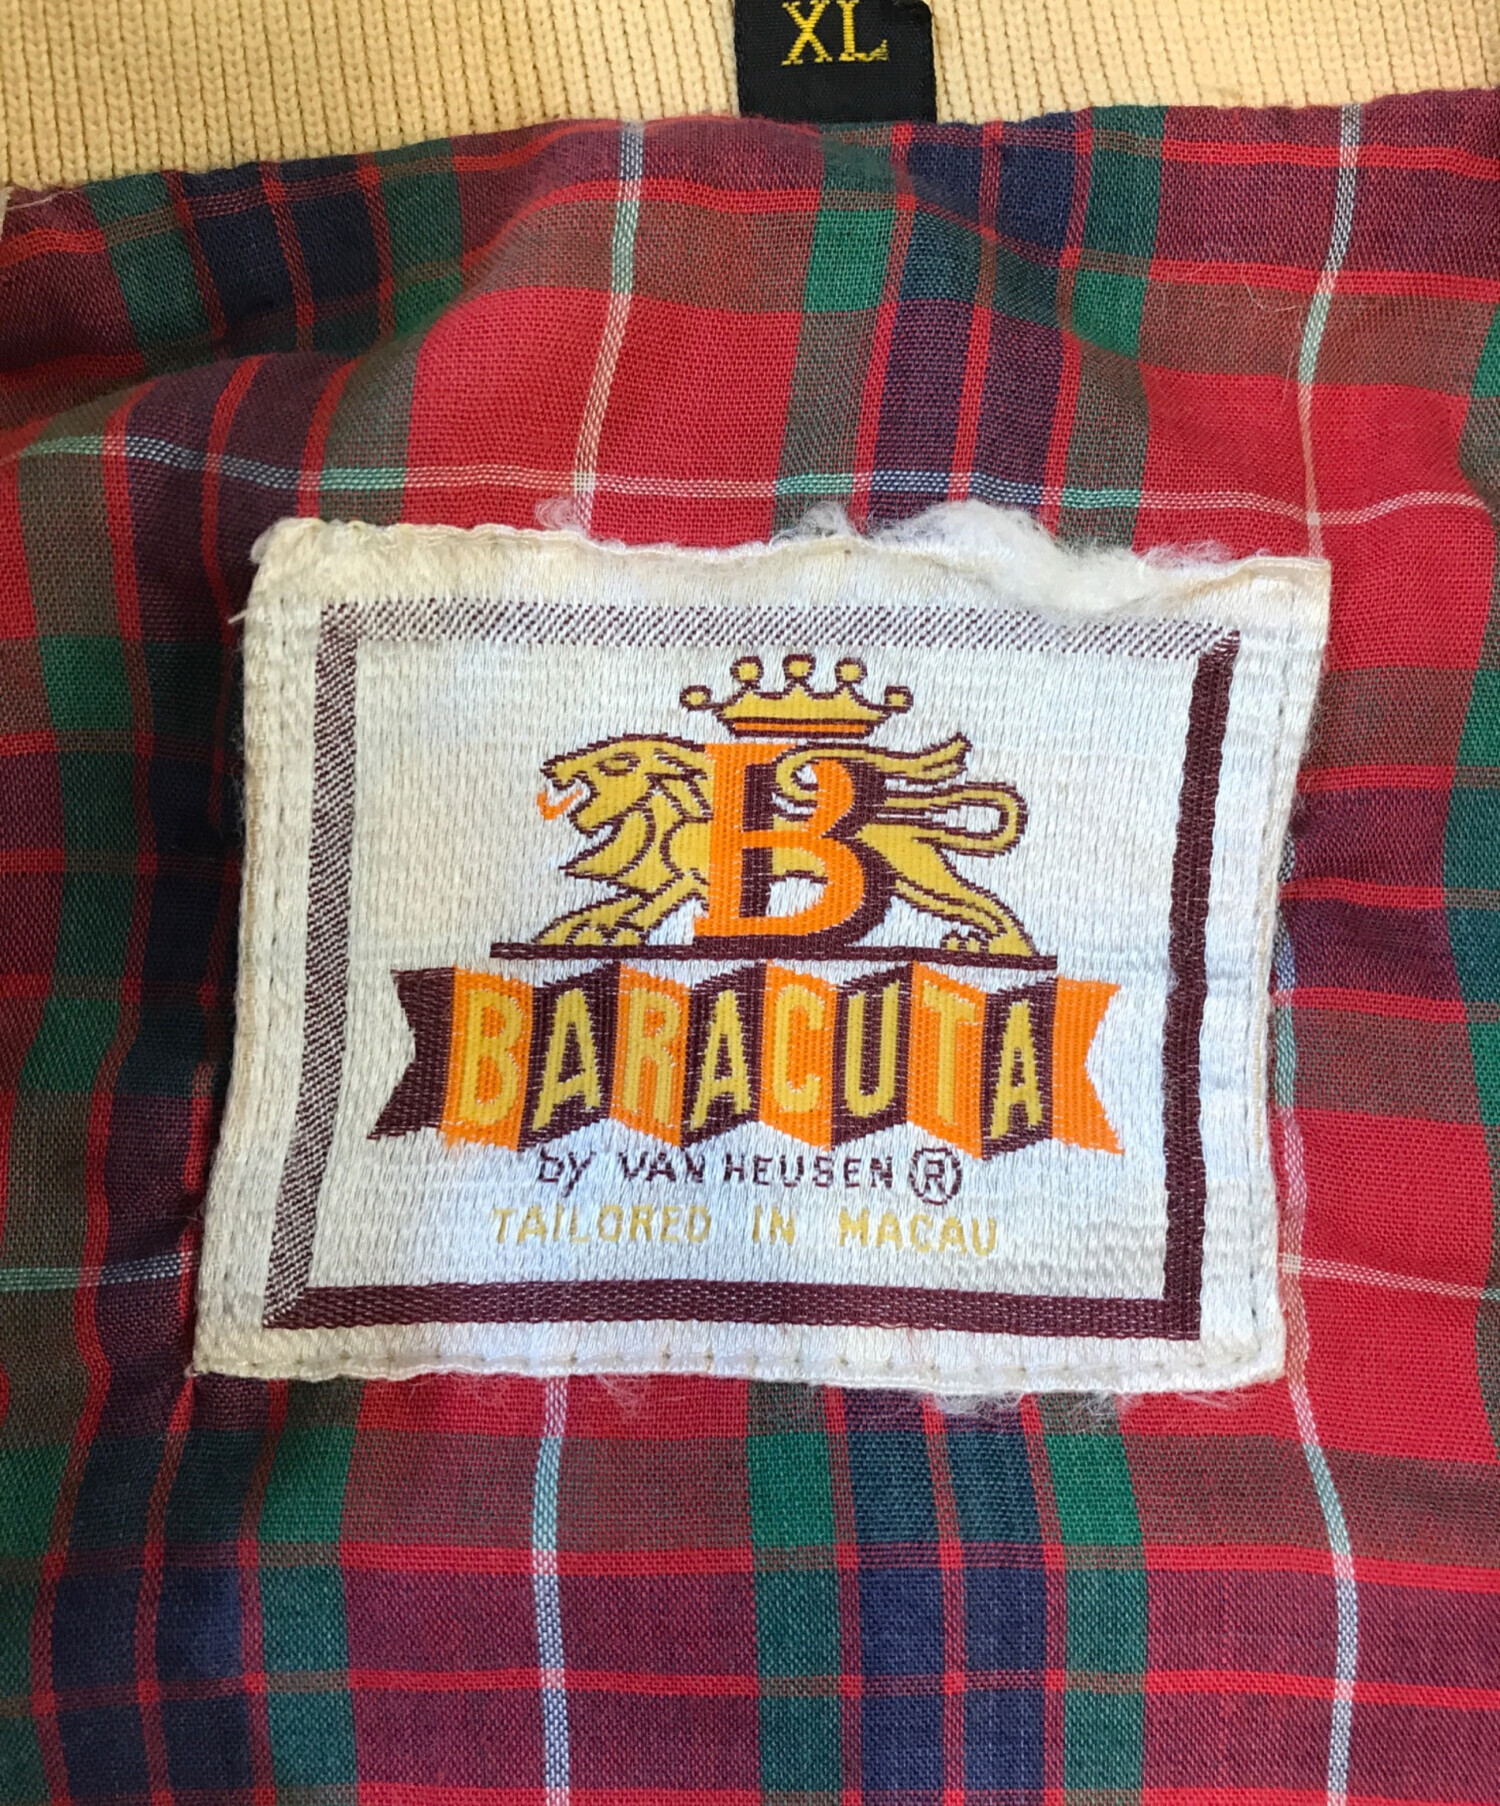 XL
B
BARACUTA
by VAN HEUSEN®
TAILORED IN MACAU